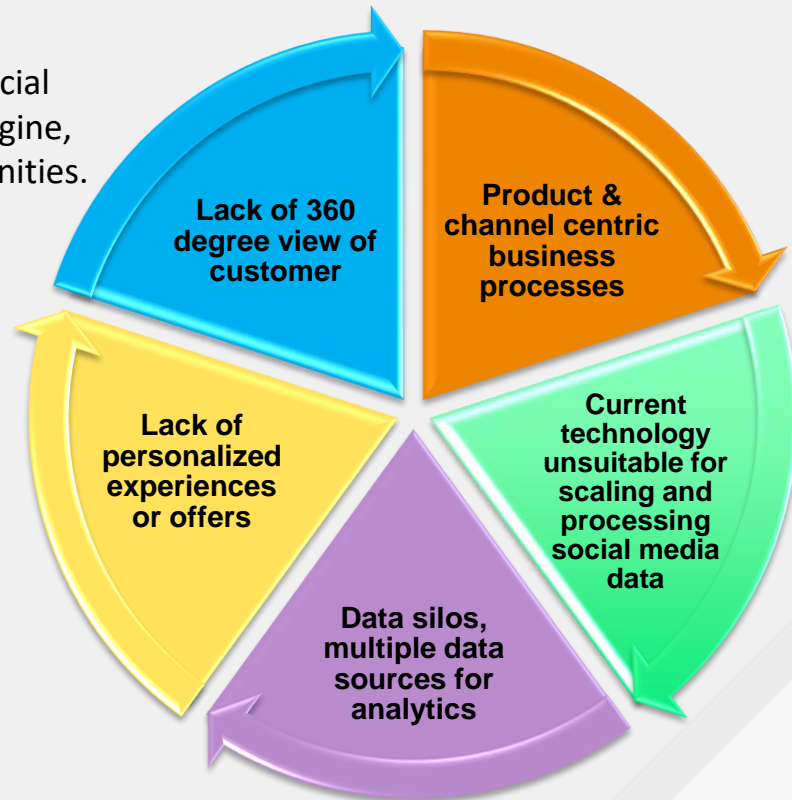 cial
gine,
nities.
Lack of 360
degree view of
customer
Product &
channel centric
business
processes
Current
technology
unsuitable for
scaling and
processing
social media
data
Data silos,
multiple data
sources for
analytics
Lack of
personalized
experiences
or offers